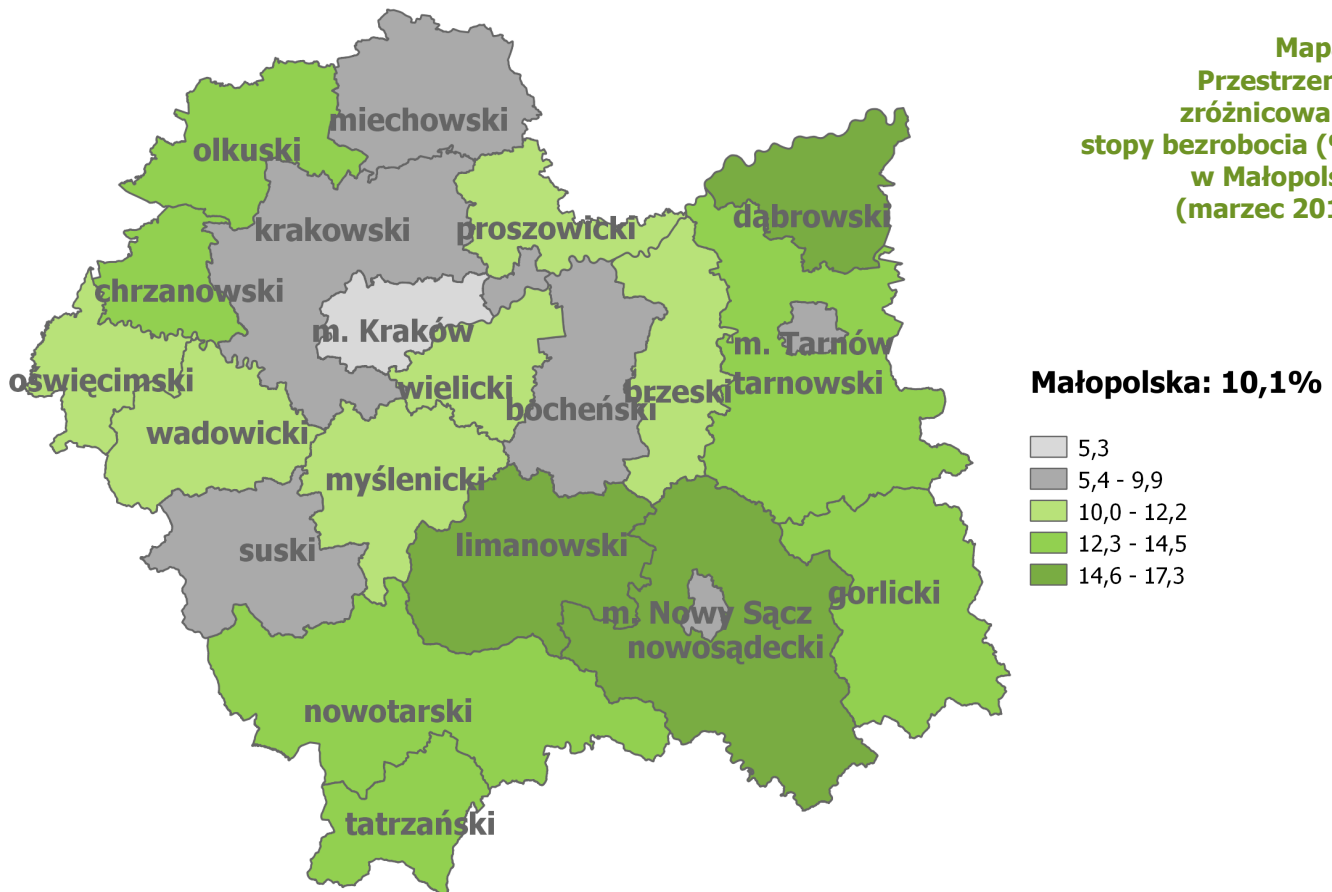 Map
Przestrzen
zróżnicowa
stopy bezrobocia (
w Małopols
(marzec 201
miechowski
olkuski
krakowski
proszowicki
dąbrowski
chrzanowski
m. Kraków
m. Tarnów
oświęcimski
wielicki
brzeski
tarnowski
bocheński
wadowicki
myślenicki
suski
limanowski
gorlicki
m. Nowy Sącz
nowosądecki
nowotarski
tatrzański
Małopolska: 10,1%
5,3
5,4 - 9,9
10,0 - 12,2
12,3 - 14,5
14,6 - 17,3